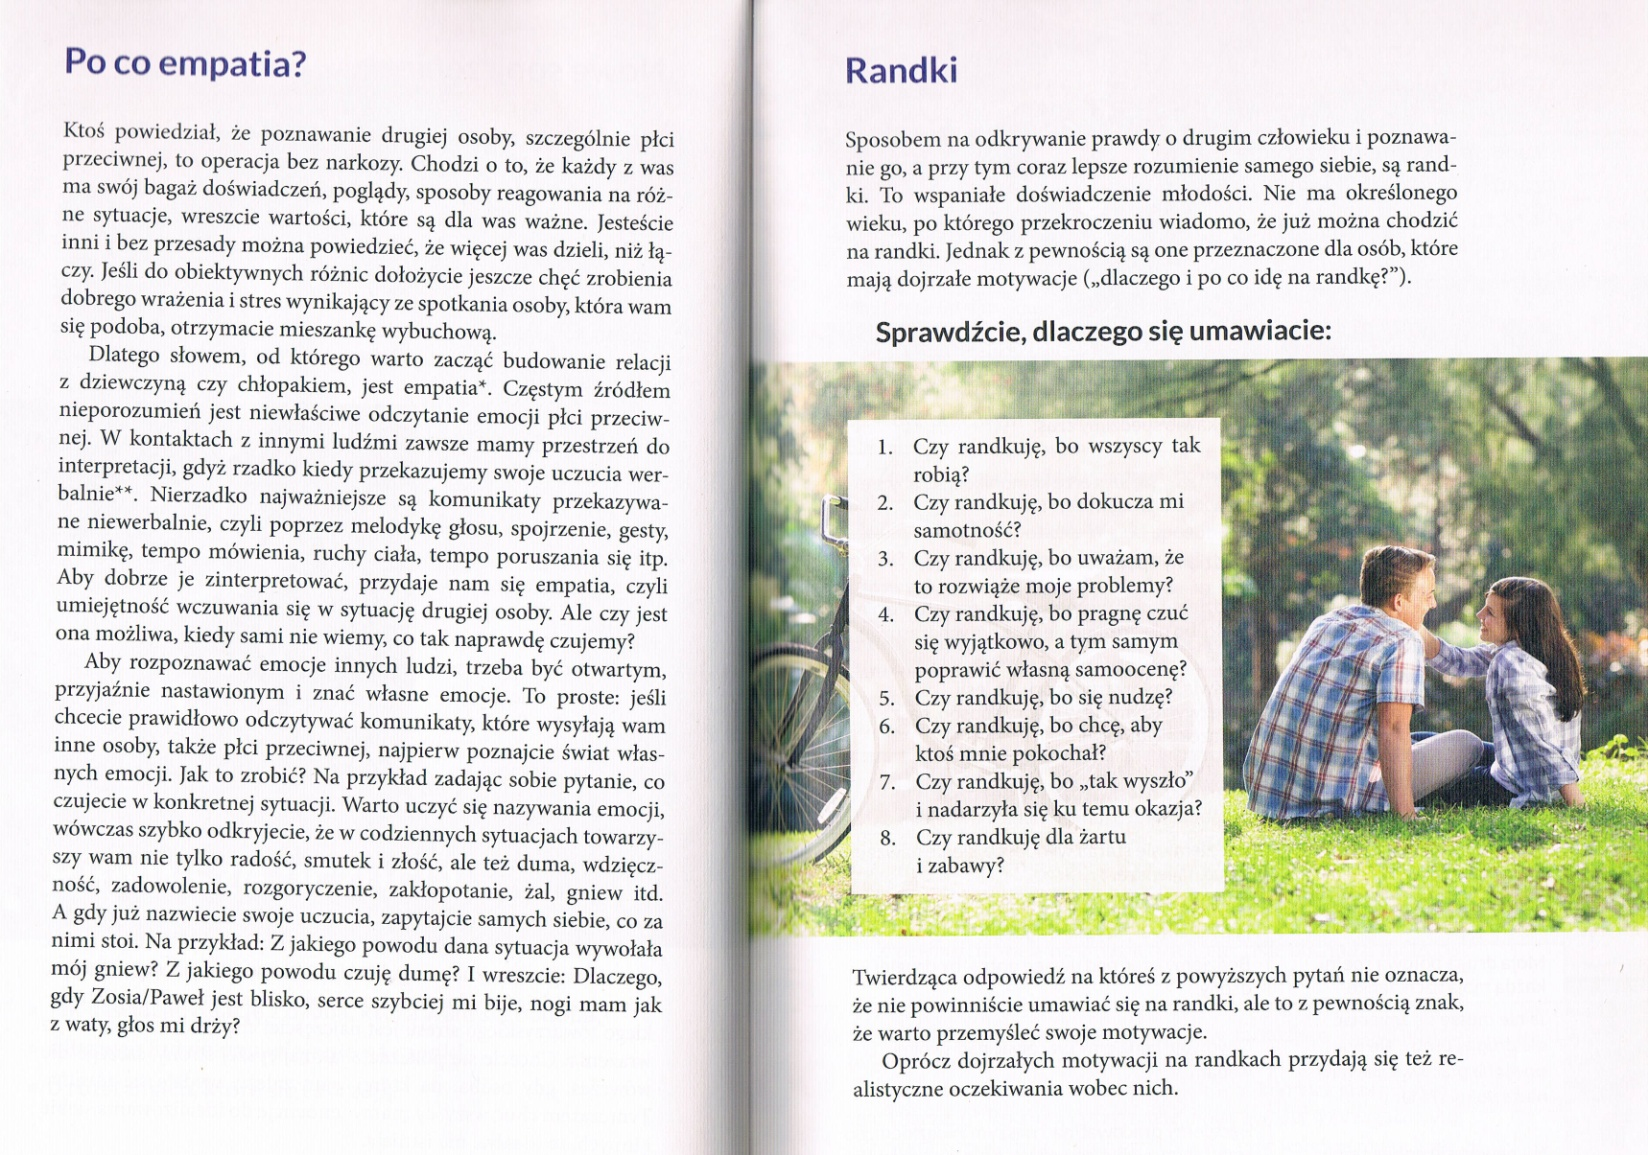 Po co empatia?
Ktoś powiedział, że poznawanie drugiej osoby, szczególnie płci
przeciwnej, to operacja bez narkozy. Chodzi o to, że każdy z was
ma swój bagaż doświadczeń, poglądy, sposoby reagowania na róż-
ne sytuacje, wreszcie wartości, które są dla was ważne. Jesteście
inni i bez przesady można powiedzieć, że więcej was dzieli, niż łą-
czy. Jeśli do obiektywnych różnic dołożycie jeszcze chęć zrobienia
dobrego wrażenia i stres wynikający ze spotkania osoby, która wam
się podoba, otrzymacie mieszankę wybuchową.
Dlatego słowem, od którego warto zacząć budowanie relacji
z dziewczyną czy chłopakiem, jest empatia*. Częstym źródłem
nieporozumień jest niewłaściwe odczytanie emocji płci przeciw-
nej. W kontaktach z innymi ludźmi zawsze mamy przestrzeń do
interpretacji, gdyż rzadko kiedy przekazujemy swoje uczucia wer-
balnie**. Nierzadko najważniejsze są komunikaty przekazywa-
ne niewerbalnie, czyli poprzez melodykę głosu, spojrzenie, gesty,
mimikę, tempo mówienia, ruchy ciała, tempo poruszania się itp.
Aby dobrze je zinterpretować, przydaje nam się empatia, czyli
umiejętność wczuwania się w sytuację drugiej osoby. Ale czy jest
ona możliwa, kiedy sami nie wiemy, co tak naprawdę czujemy?
Aby rozpoznawać emocje innych ludzi, trzeba być otwartym,
przyjaźnie nastawionym i znać własne emocje. To proste: jeśli
chcecie prawidłowo odczytywać komunikaty, które wysyłają wam
inne osoby, także płci przeciwnej, najpierw poznajcie świat włas-
nych emocji. Jak to zrobić? Na przykład zadając sobie pytanie, co
czujecie w konkretnej sytuacji. Warto uczyć się nazywania emocji,
wówczas szybko odkryjecie, że w codziennych sytuacjach towarzy-
szy wam nie tylko radość, smutek i złość, ale też duma, wdzięcz-
ność, zadowolenie, rozgoryczenie, zakłopotanie, żal, gniew itd.
A gdy już nazwiecie swoje uczucia, zapytajcie samych siebie, co za
nimi stoi. Na przykład: Z jakiego powodu dana sytuacja wywołała
mój gniew? Z jakiego powodu czuję dumę? I wreszcie: Dlaczego,
gdy Zosia/Paweł jest blisko, serce szybciej mi bije, nogi mam jak
z waty, głos mi drży?
Randki
Sposobem na odkrywanie prawdy o drugim człowieku i poznawa-
nie go, a przy tym coraz lepsze rozumienie samego siebie, są rand-
ki. To wspaniałe doświadczenie młodości. Nie ma określonego
wieku, po którego przekroczeniu wiadomo, że już można chodzić
na randki. Jednak z pewnością są one przeznaczone dla osób, które
mają dojrzałe motywacje („dlaczego i po co idę na randkę?”).
Sprawdźcie, dlaczego się umawiacie:
1. Czy randkuję, bo wszyscy tak
robią?
2. Czy randkuję, bo dokucza mi
samotność?
3. Czy randkuję, bo uważam, że
to rozwiąże moje problemy?
4. Czy randkuję, bo pragnę czuć
się wyjątkowo, a tym samym
poprawić własną samoocenę?
5. Czy randkuję, bo się nudzę?
6. Czy randkuję, bo chcę, aby
ktoś mnie pokochał?
7. Czy randkuję, bo „tak wyszło”
i nadarzyła się ku temu okazja?
8. Czy randkuję dla żartu
i zabawy?
Twierdząca odpowiedź na któreś z powyższych pytań nie oznacza,
że nie powinniście umawiać się na randki, ale to z pewnością znak,
że warto przemyśleć swoje motywacje.
Oprócz dojrzałych motywacji na randkach przydają się też re-
alistyczne oczekiwania wobec nich.